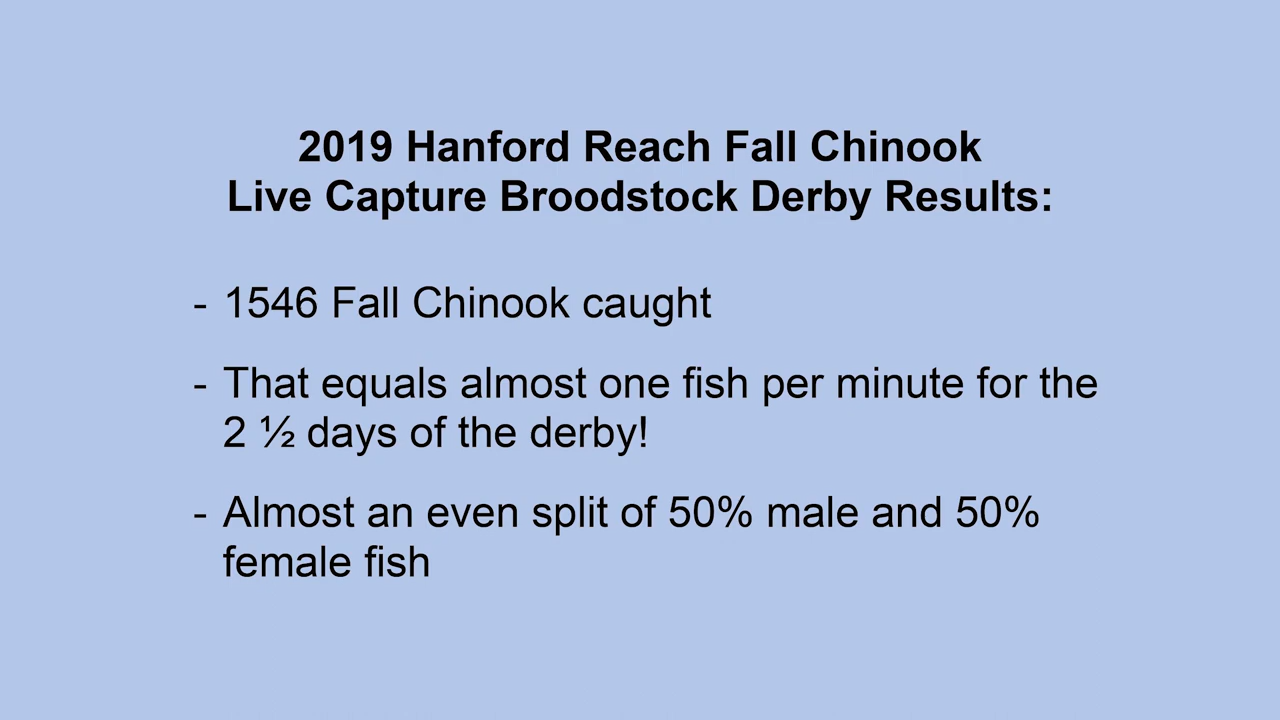 2019 Hanford Reach Fall Chinook
Live Capture Broodstock Derby Results:
- 1546 Fall Chinook caught
- That equals almost one fish per minute for the
2 ½ days of the derby!
- Almost an even split of 50% male and 50%
female fish